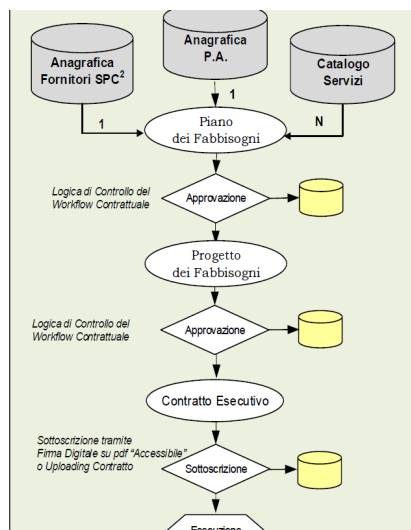 Anagrafica
Fornitori SPC2
Anagrafica
P.A.
Catalogo
Servizi
1
1
N
Piano
dei Fabbisogni
Logica di Controllo del
Workflow Contrattuale
Approvazione
Progetto
dei Fabbisogni
Logica di Controllo del
Workflow Contrattuale
Approvazione
Contratto Esecutivo
Sottoscrizione tramite
Firma Digitale su pdf “Accessibile”
o Uploading Contratto
Sottoscrizione
Esecuzione